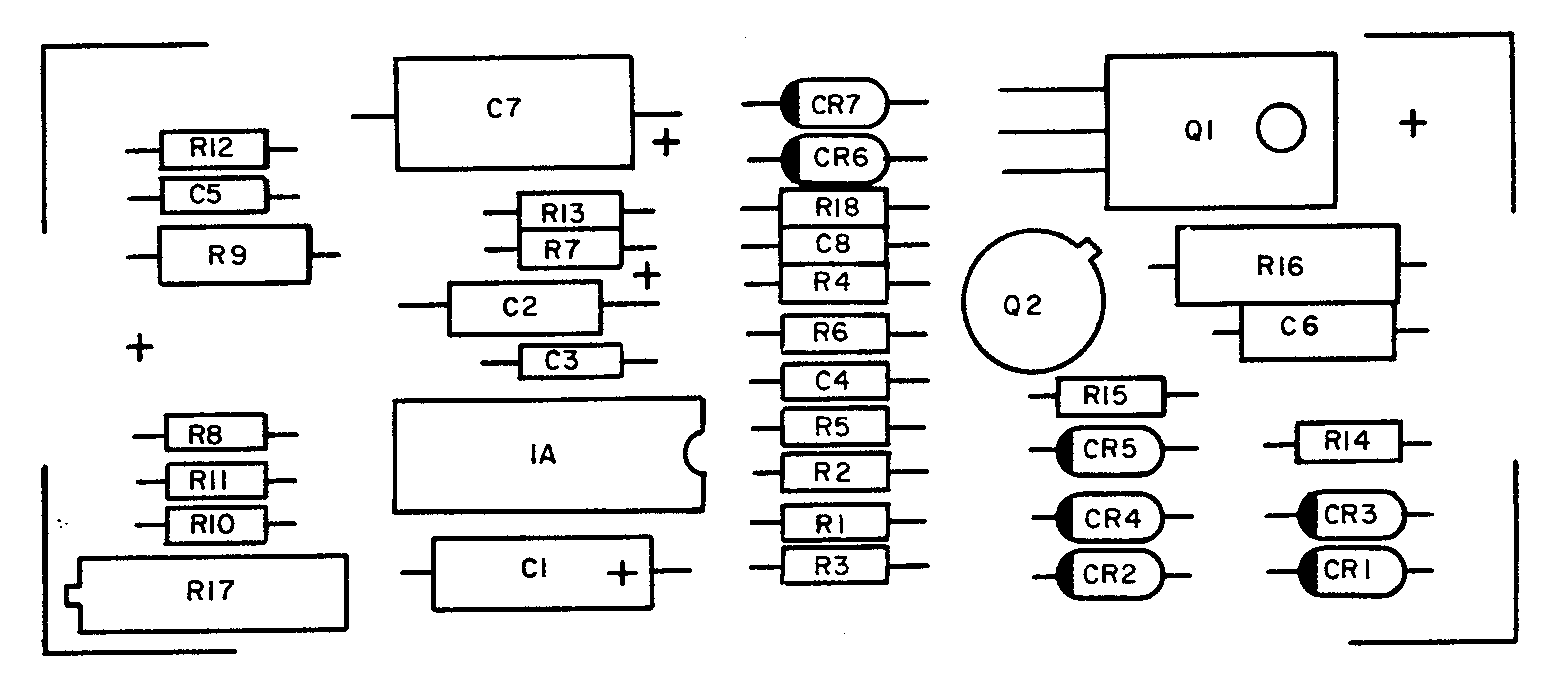 R12
C5
R9
+
R8
R11
R10
R17
C7
+
R13
R7
+
C2
C3
1A
C1 +
CR7
CR6
R18
C8
R4
R6
C4
R5
R2
R1
R3
Q1
+
Q2
R16
C6
R15
CR5
CR4
CR2
R14
CR3
CR1